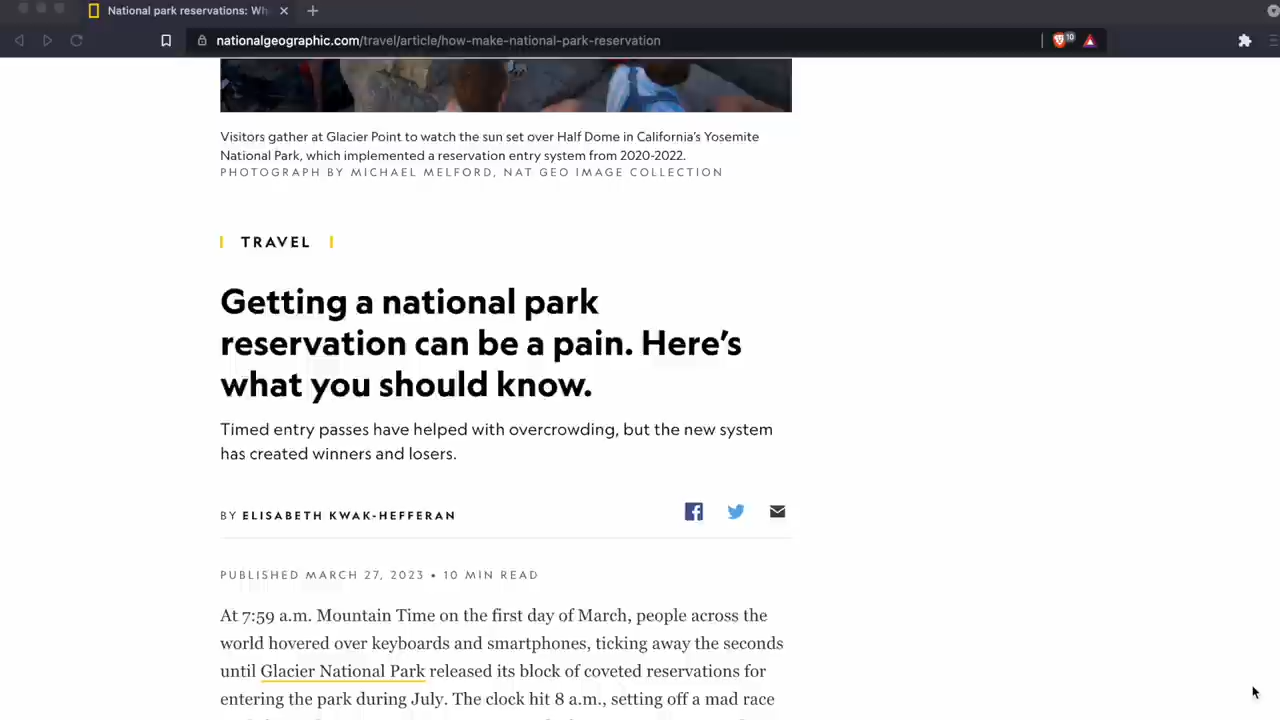 National park reservations: Wh
nationalgeographic.com/travel/article/how-make-national-park-reservation
10
Visitors gather at Glacier Point to watch the sun set over Half Dome in California's Yosemite
National Park, which implemented a reservation entry system from 2020-2022.
PHOTOGRAPH BY MICHAEL MELFORD, NAT GEO IMAGE COLLECTION
TRAVEL
Getting a national park
reservation can be a pain. Here's
what you should know.
Timed entry passes have helped with overcrowding, but the new system
has created winners and losers.
BY ELISABETH KWAK-HEFFERAN
PUBLISHED MARCH 27, 2023 • 10 MIN READ
At 7:59 a.m. Mountain Time on the first day of March, people across the
world hovered over keyboards and smartphones, ticking away the seconds
until Glacier National Park released its block of coveted reservations for
entering the park during July. The clock hit 8 a.m., setting off a mad race